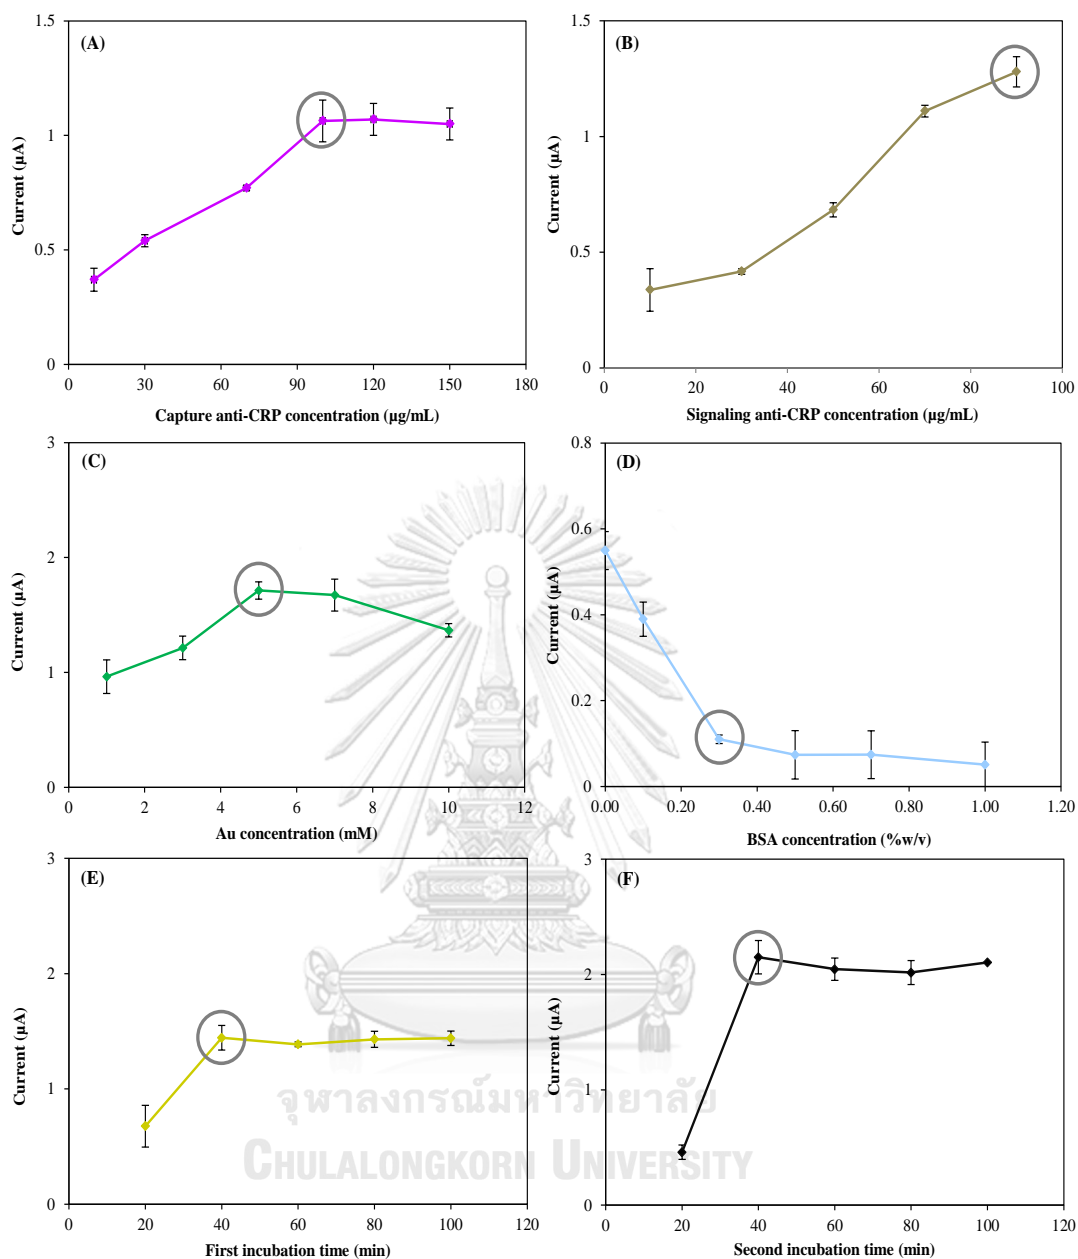 (A)
1.5
1
0.5
0
Current (µA)
0 30 60 90 120 150 180
Capture anti-CRP concentration (µg/mL)
(B)
1.5
1
0.5
0
Current (µA)
0 20 40 60 80 100
Signaling anti-CRP concentration (µg/mL)
(C)
3
2
1
0
Current (µA)
0 2 4 6 8 10 12
Au concentration (mM)
(D)
0.8
0.6
0.4
0.2
0
Current (µA)
0.00 0.20 0.40 0.60 0.80 1.00 1.20
BSA concentration (%w/v)
(E)
3
2
1
0
Current (µA)
0 20 40 60 80 100 120
First incubation time (min)
(F)
3
2
1
0
Current (µA)
0 20 40 60 80 100 120
Second incubation time (min)
จุฬาลงกรณ์มหาวิทยาลัย
CHULALONGKORN UNIVERSITY